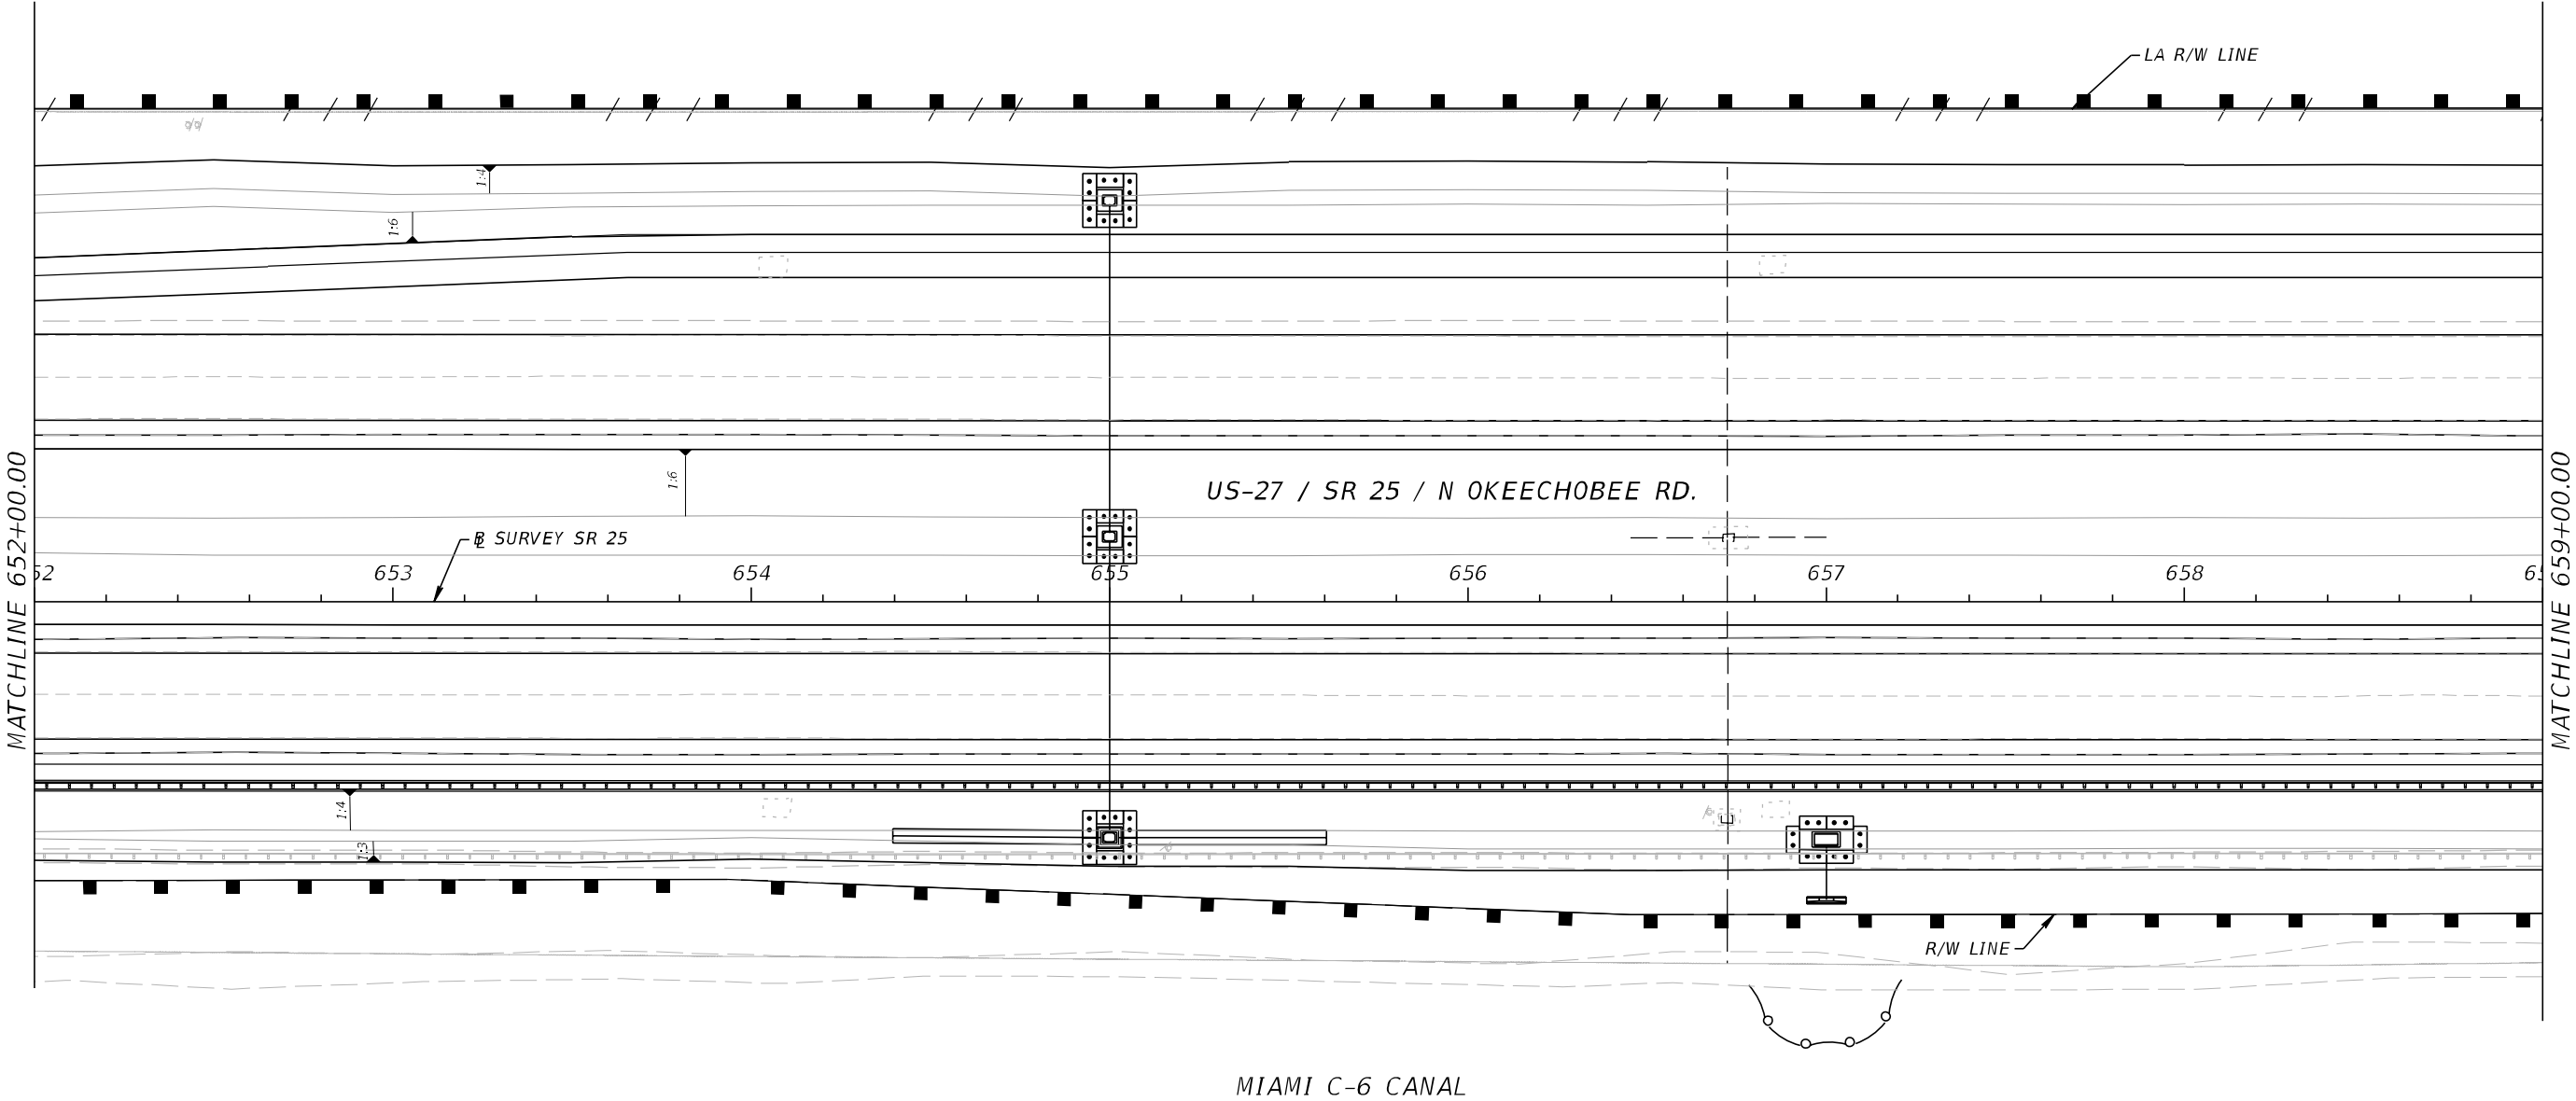 LA R/W LINE
1:4
1:6
1:6
US-27 / SR 25 / N OKEECHOBEE RD.
MATCHLINE 652+00.00
MATCHLINE 659+00.00
BL SURVEY SR 25
52
653
654
655
656
657
658
65
1:4
1:3
R/W LINE
MIAMI C-6 CANAL